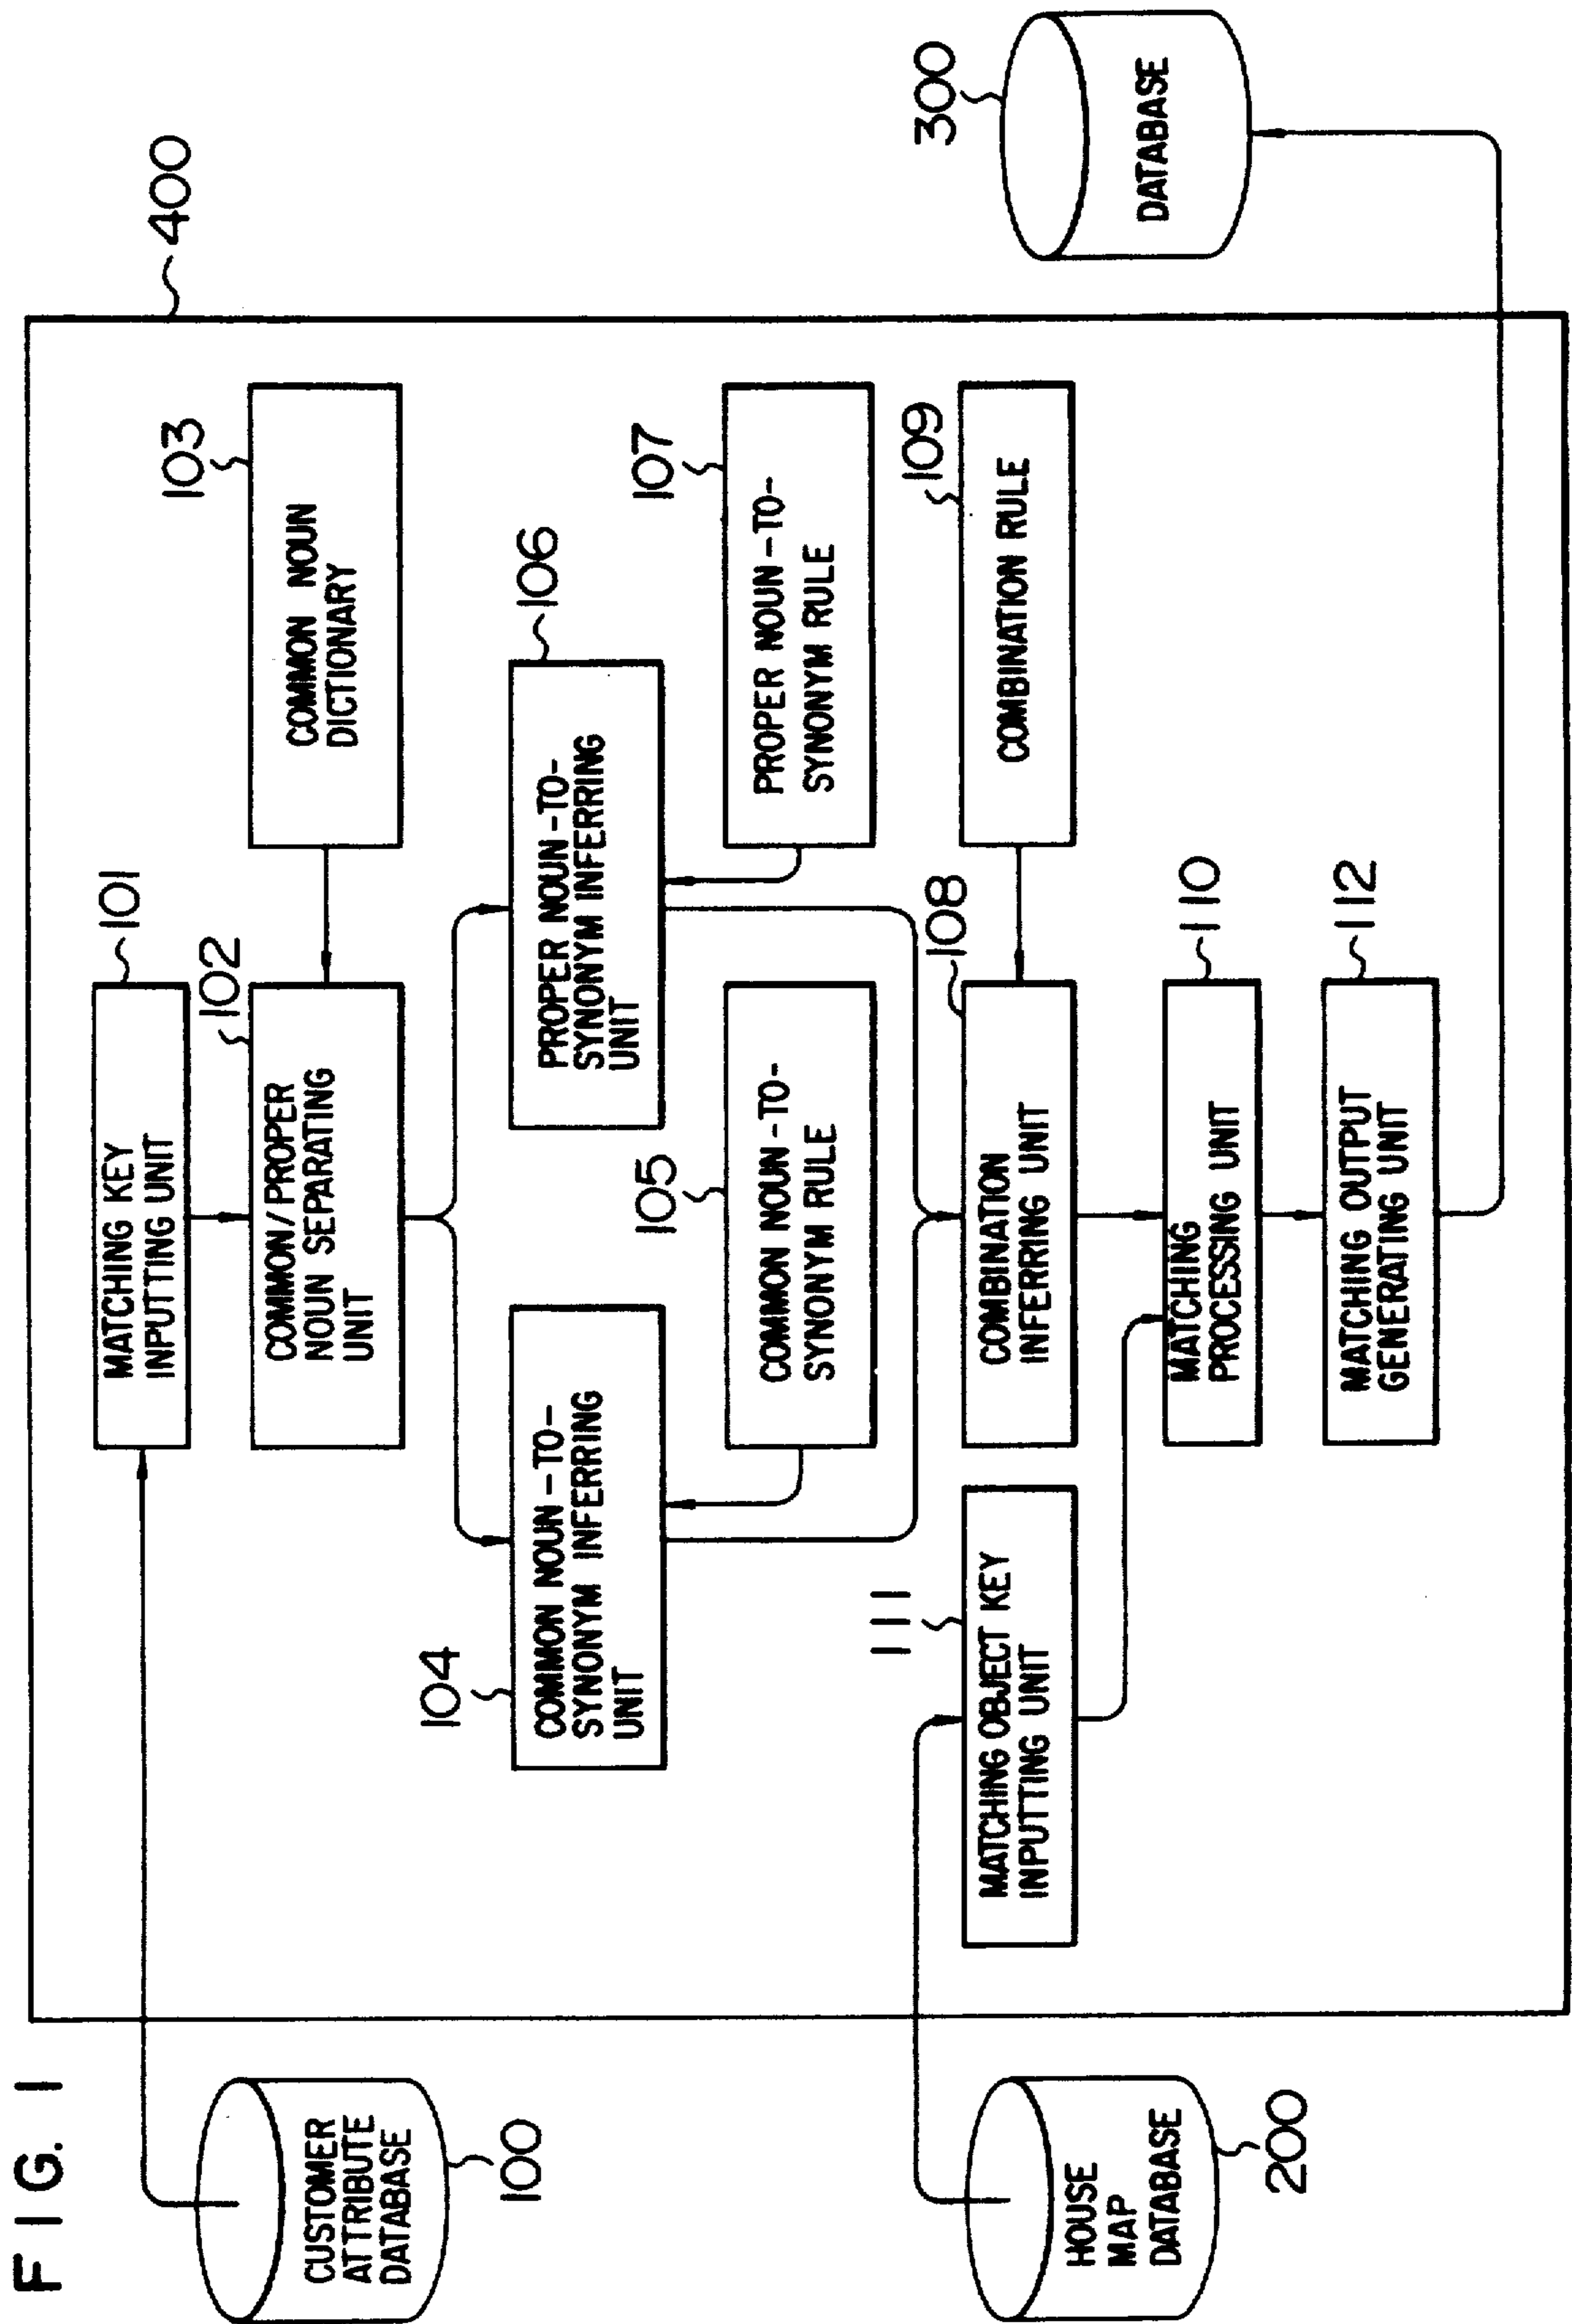 FIG. 1
400
CUSTOMER
ATTRIBUTE
DATABASE
100
MATCHING KEY
INPUTTING UNIT
101
COMMON/PROPER
NOUN SEPARATING
UNIT
102
COMMON NOUN
DICTIONARY
103
COMMON NOUN-TO-
SYNONYM INFERRING
UNIT
104
PROPER NOUN-TO-
SYNONYM INFERRING
UNIT
106
COMMON NOUN-TO-
SYNONYM RULE
105
PROPER NOUN-TO-
SYNONYM RULE
107
HOUSE
MAP
DATABASE
200
MATCHING OBJECT KEY
INPUTTING UNIT
111
COMBINATION
INFERRING UNIT
108
COMBINATION RULE
109
MATCHING
PROCESSING UNIT
110
MATCHING OUTPUT
GENERATING UNIT
112
DATABASE
300